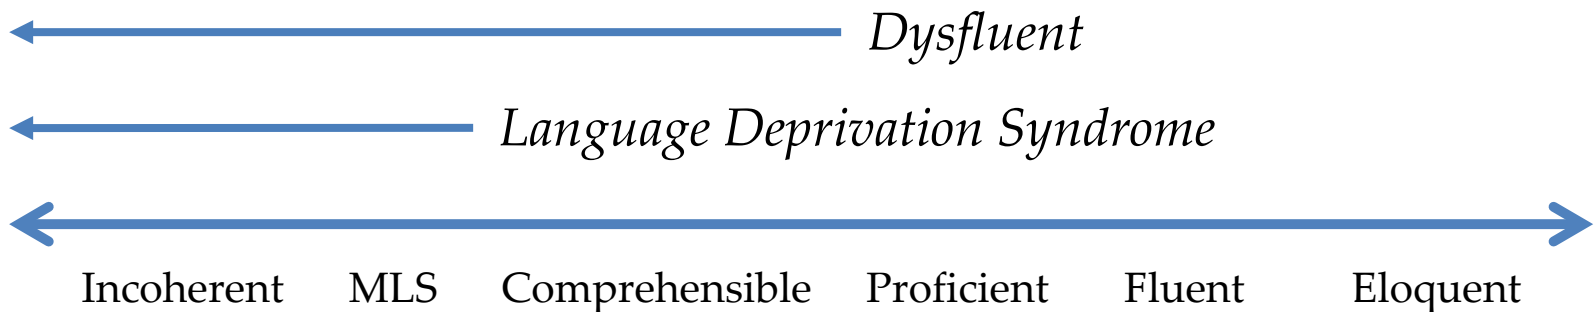 Dysfluent
Language Deprivation Syndrome
Incoherent MLS Comprehensible Proficient Fluent Eloquent